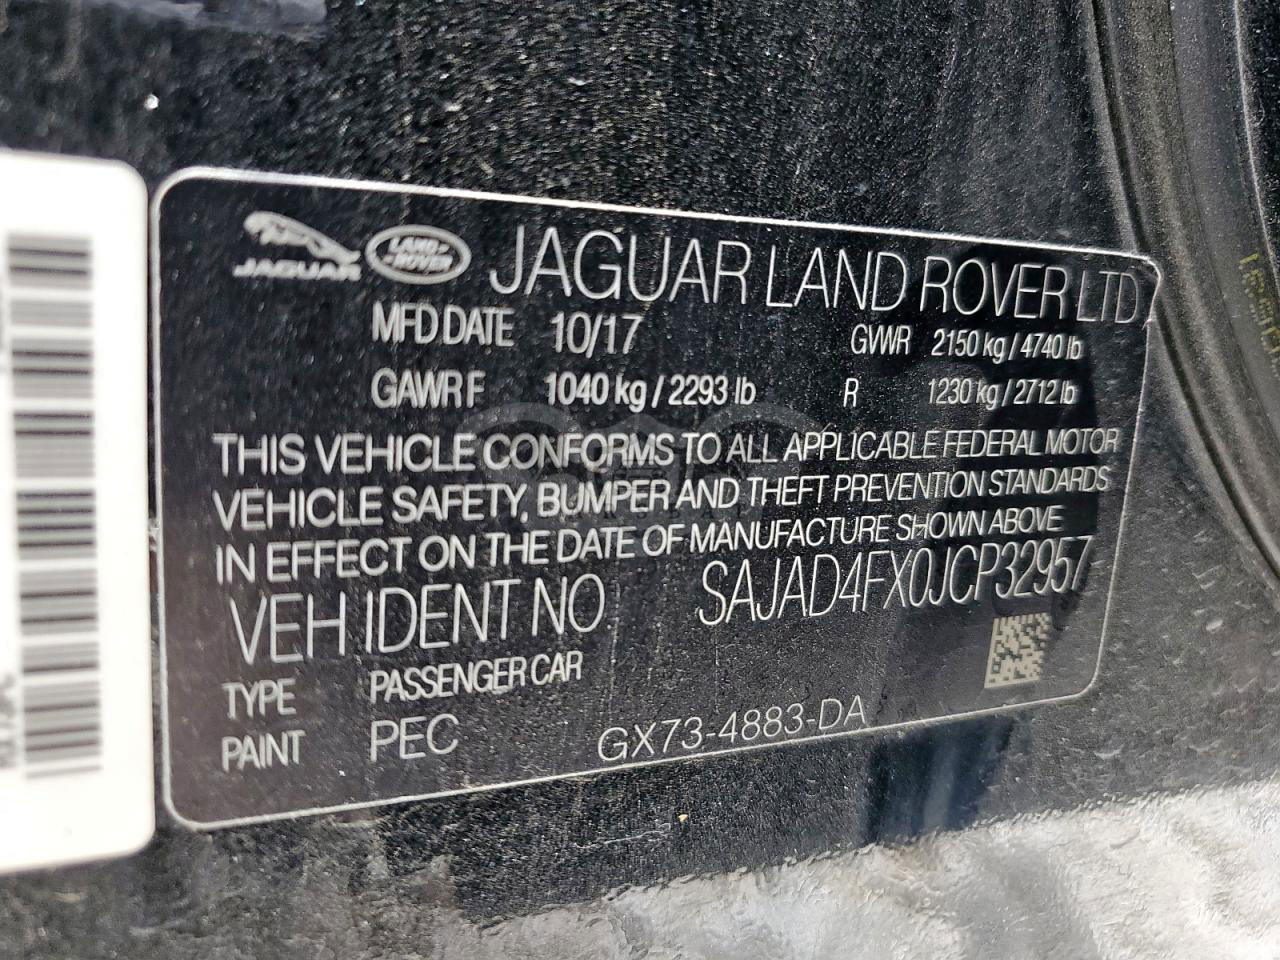 JAGUAR LAND ROVER JAGUAR LAND ROVER LTD
MFD DATE 10/17 GVWR 2150 kg / 4740 lb
GAWR F 1040 kg / 2293 lb R 1230 kg / 2712 lb
THIS VEHICLE CONFORMS TO ALL APPLICABLE FEDERAL MOTOR
VEHICLE SAFETY, BUMPER AND THEFT PREVENTION STANDARDS
IN EFFECT ON THE DATE OF MANUFACTURE SHOWN ABOVE
VEH IDENT NO. SAJAD4FX0JCP32957
TYPE PASSENGER CAR
PAINT PEC GX73-4883-DA